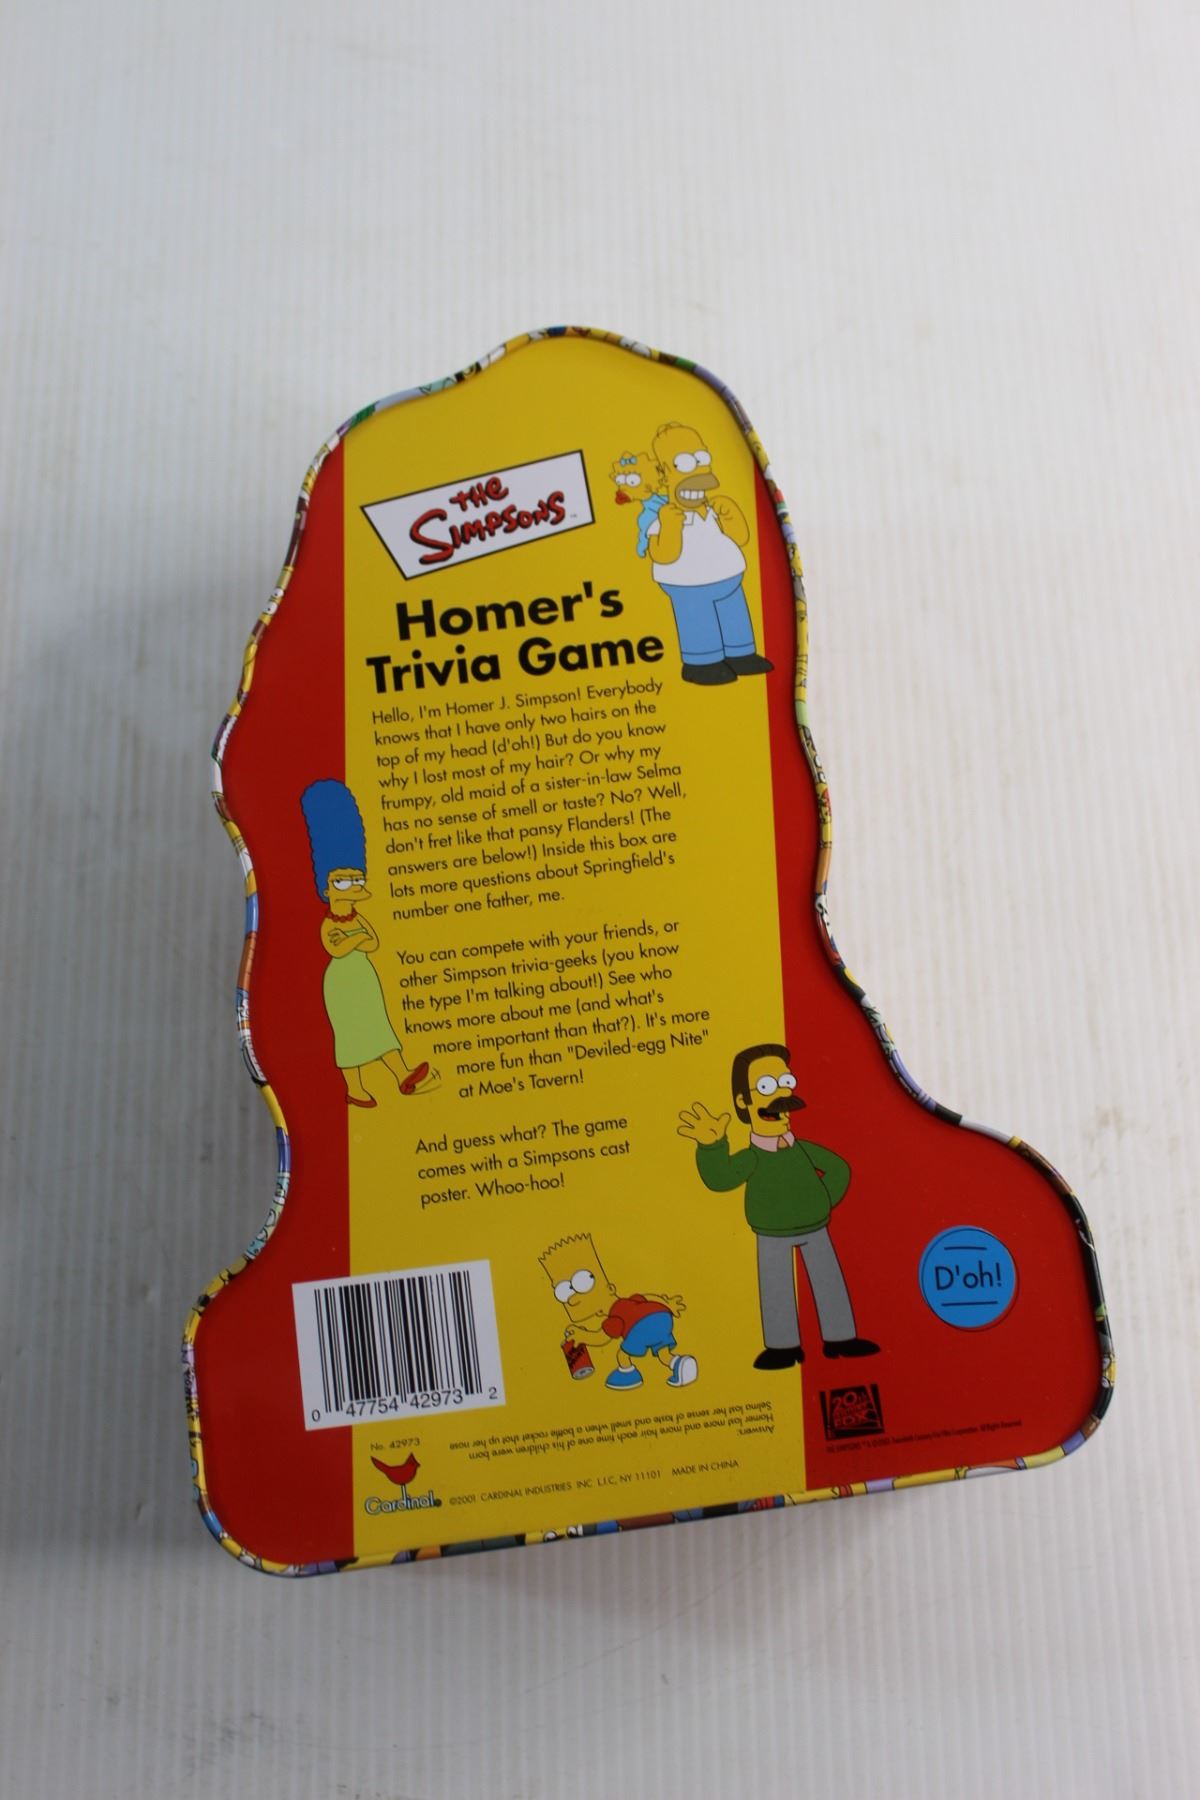 THE
SIMPSONS
Homer's
Trivia Game
Hello, I'm Homer J. Simpson! Everybody
knows that I have only two hairs on the
top of my head (d'oh!) But do you know
why I lost most of my hair? Or why my
frumpy, old maid of a sister-in-law Selma
has no sense of smell or taste? No? Well,
don't fret like that pansy Flanders! (The
answers are below!) Inside this box are
lots more questions about Springfield's
number one father, me.
You can compete with your friends, or
other Simpson trivia-geeks (you know
the type I'm talking about!) See who
knows more about me (and what's
more important than that?). It's more
more fun than "Deviled-egg Nite"
at Moe's Tavern!
And guess what? The game
comes with a Simpsons cast
poster. Whoo-hoo!
D'oh!
0 47754 42973 2
Answers:
Homer lost more and more hair each time one of his children were born
Selma lost her sense of taste and smell when a bottle rocket shot up her nose
No. 42973
Cardinal
©2001 CARDINAL INDUSTRIES INC L.I.C, NY 11101 MADE IN CHINA
20th
CENTURY
FOX